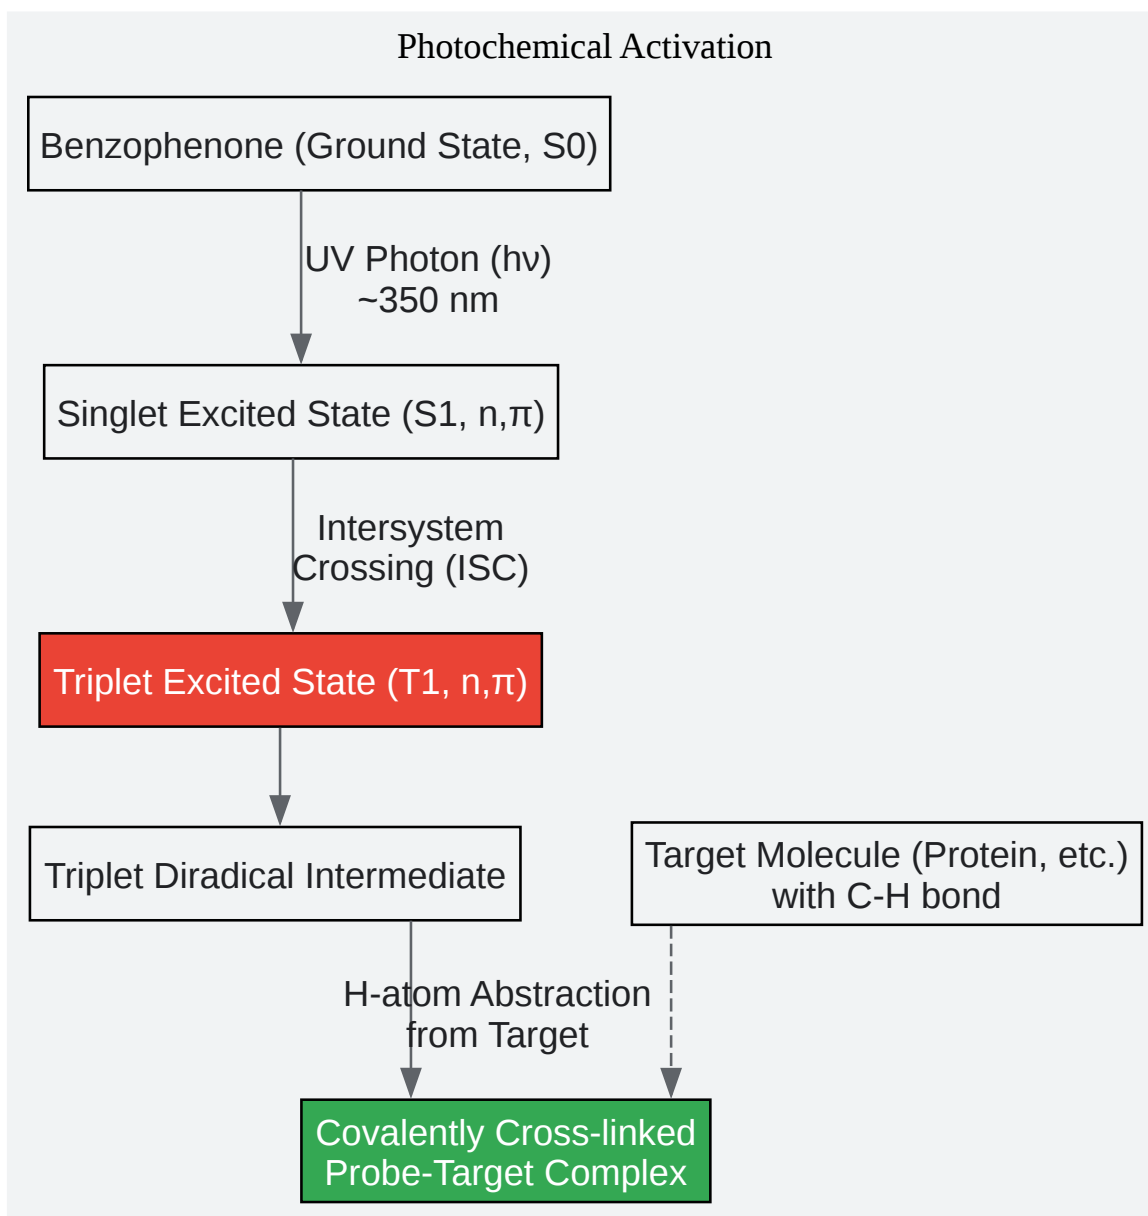 Photochemical Activation
Benzophenone (Ground State, S0)
UV Photon (hν)
~350 nm
Singlet Excited State (S1, n,π)
Intersystem
Crossing (ISC)
Triplet Excited State (T1, n,π)
Triplet Diradical Intermediate
Target Molecule (Protein, etc.)
with C-H bond
H-atom Abstraction
from Target
Covalently Cross-linked
Probe-Target Complex